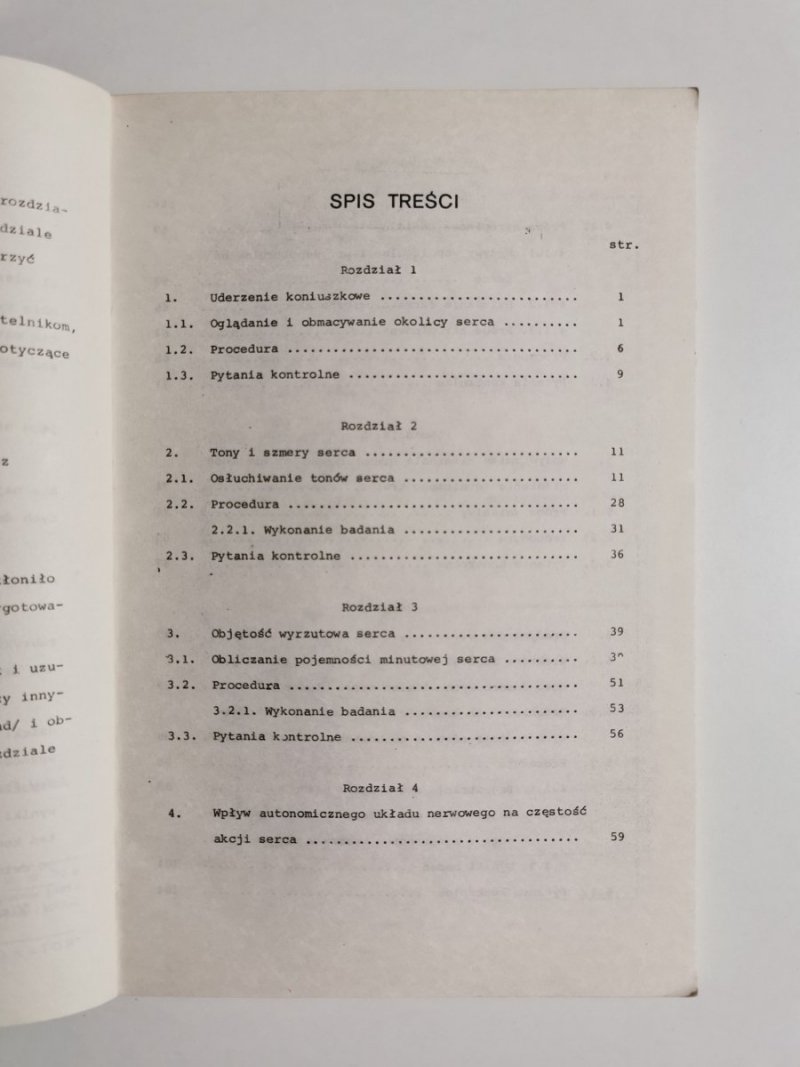 rozdzia-
dziale
rzyć
telnikom,
otyczące
z
łoniło
gotowa-
i uzu-
y inny-
ad/ i ob-
dziale
SPIS TREŚCI
str.
Rozdział 1
1. Uderzenie koniuszkowe .......................... 1
1.1. Oglądanie i obmacywanie okolicy serca .......... 1
1.2. Procedura ...................................... 6
1.3. Pytania kontrolne .............................. 9
Rozdział 2
2. Tony i szmery serca ............................ 11
2.1. Osłuchiwanie tonów serca ....................... 11
2.2. Procedura ...................................... 28
2.2.1. Wykonanie badania ....................... 31
2.3. Pytania kontrolne .............................. 36
Rozdział 3
3. Objętość wyrzutowa serca ....................... 39
3.1. Obliczanie pojemności minutowej serca ..........
3.2. Procedura ...................................... 51
3.2.1. Wykonanie badania ....................... 53
3.3. Pytania kontrolne .............................. 56
Rozdział 4
4. Wpływ autonomicznego układu nerwowego na częstość
akcji serca .................................... 59